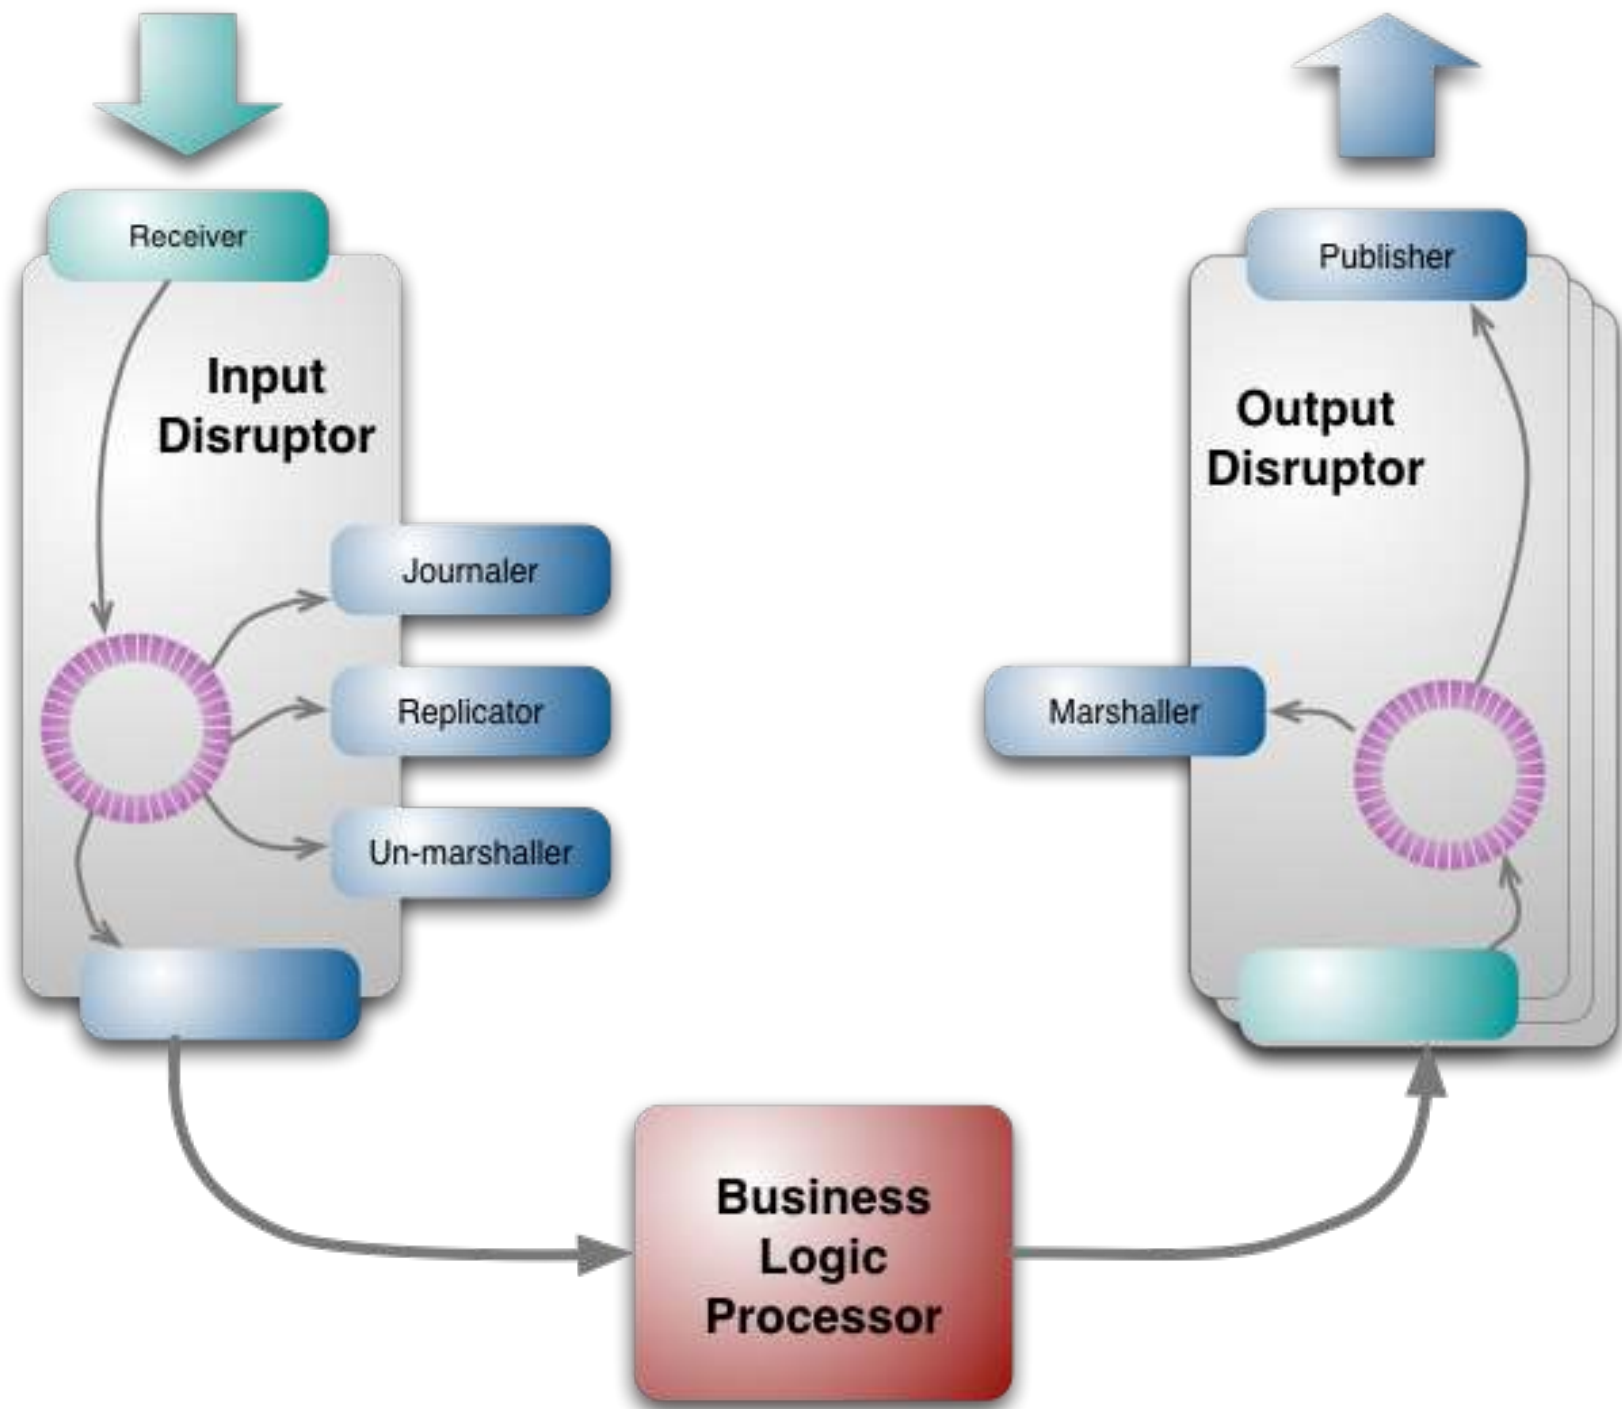 Receiver
Input
Disruptor
Journaler
Replicator
Un-marshaller
Business
Logic
Processor
Publisher
Output
Disruptor
Marshaller